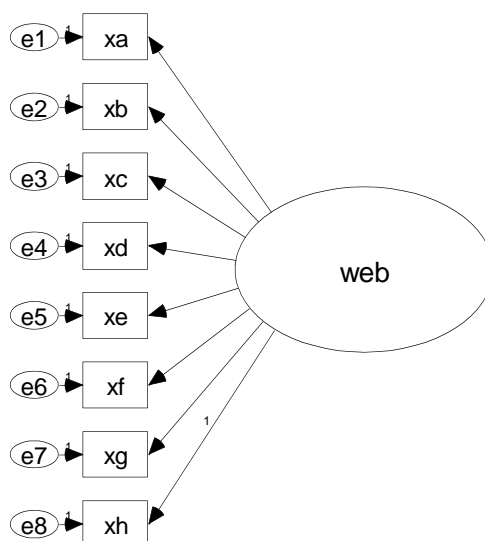 e1 1 xa
e2 1 xb
e3 1 xc
e4 1 xd
web
e5 1 xe
e6 1 xf
1
e7 1 xg
e8 1 xh